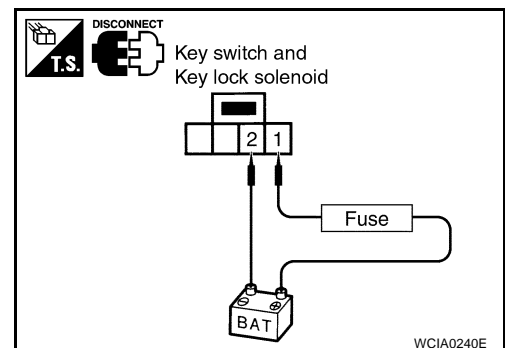 DISCONNECT
T.S.
Key switch and
Key lock solenoid
2 1
Fuse
⊖ ⊕
BAT
WCIA0240E